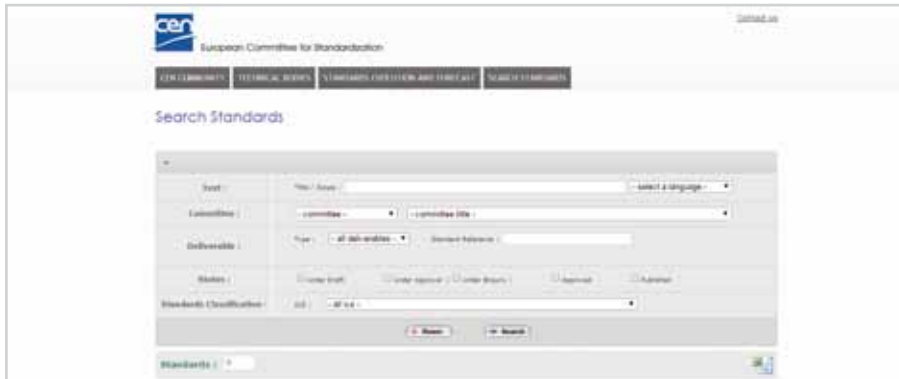 Contact us
cen
European Committee for Standardization
CEN COMMUNITY TECHNICAL BODIES STANDARDS EVOLUTION AND FORECAST SEARCH STANDARDS
Search Standards
Text : Title / Scope : - select a language -
Committee : - committee - - committee title -
Deliverable : Type : - all deliverables - Standard Reference :
Status : Under Draft Under Approval ( Under Enquiry ) Approved Published
Standards Classification : - all ics -
Reset Search
Standards :